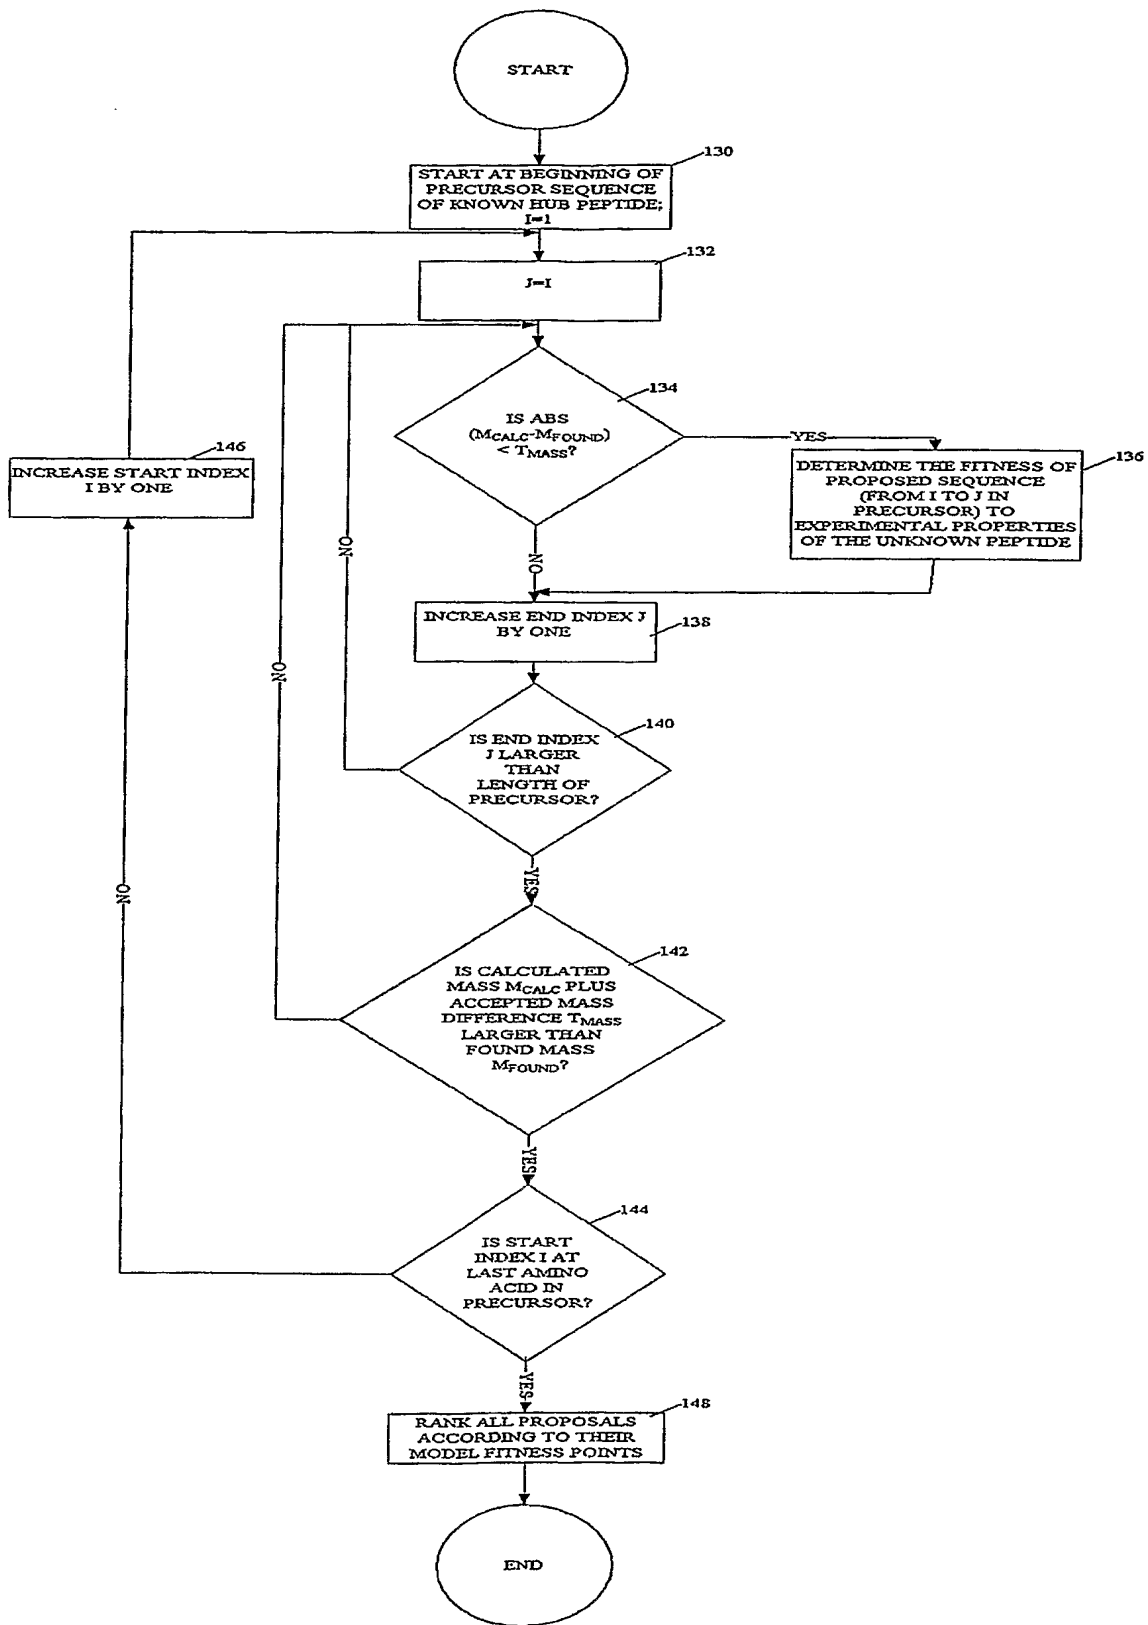 START
130
START AT BEGINNING OF
PRECURSOR SEQUENCE
OF KNOWN HUB PEPTIDE;
I=1
132
J=I
134
IS ABS
(MCALC-MFOUND)
< TMASS?
YES
136
DETERMINE THE FITNESS OF
PROPOSED SEQUENCE
(FROM I TO J IN
PRECURSOR) TO
EXPERIMENTAL PROPERTIES
OF THE UNKNOWN PEPTIDE
146
INCREASE START INDEX
I BY ONE
NO
NO
138
INCREASE END INDEX J
BY ONE
NO
140
IS END INDEX
J LARGER
THAN
LENGTH OF
PRECURSOR?
YES
NO
142
IS CALCULATED
MASS MCALC PLUS
ACCEPTED MASS
DIFFERENCE TMASS
LARGER THAN
FOUND MASS
MFOUND?
YES
144
IS START
INDEX I AT
LAST AMINO
ACID IN
PRECURSOR?
YES
148
RANK ALL PROPOSALS
ACCORDING TO THEIR
MODEL FITNESS POINTS
END